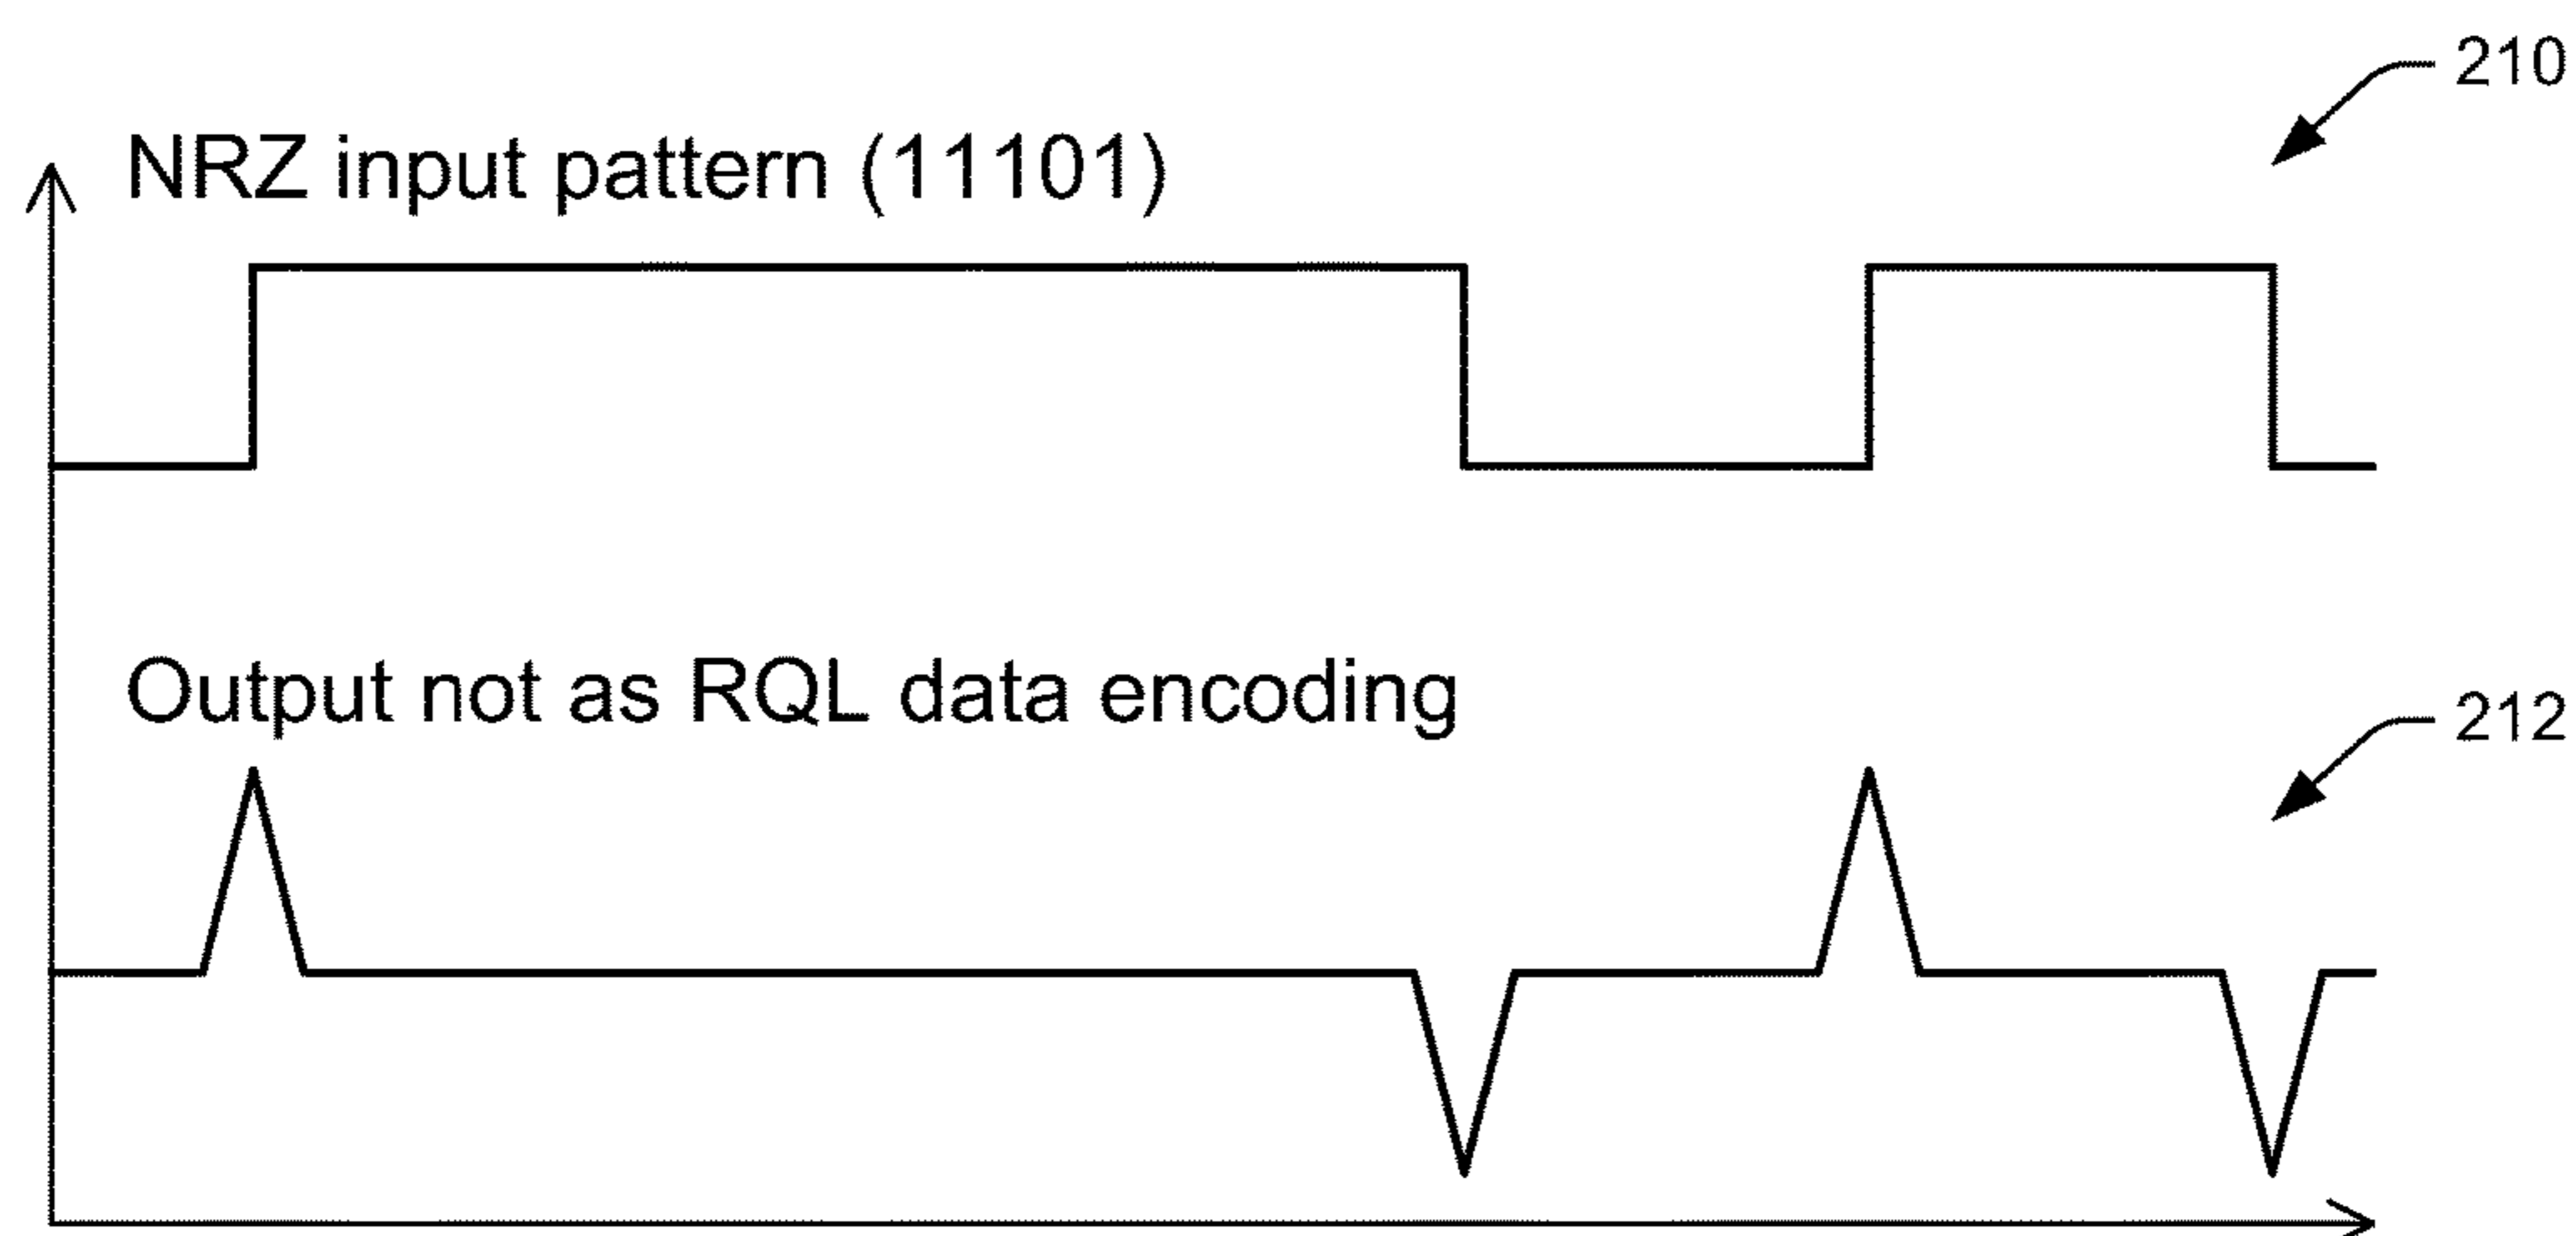 210
NRZ input pattern (11101)
Output not as RQL data encoding
212